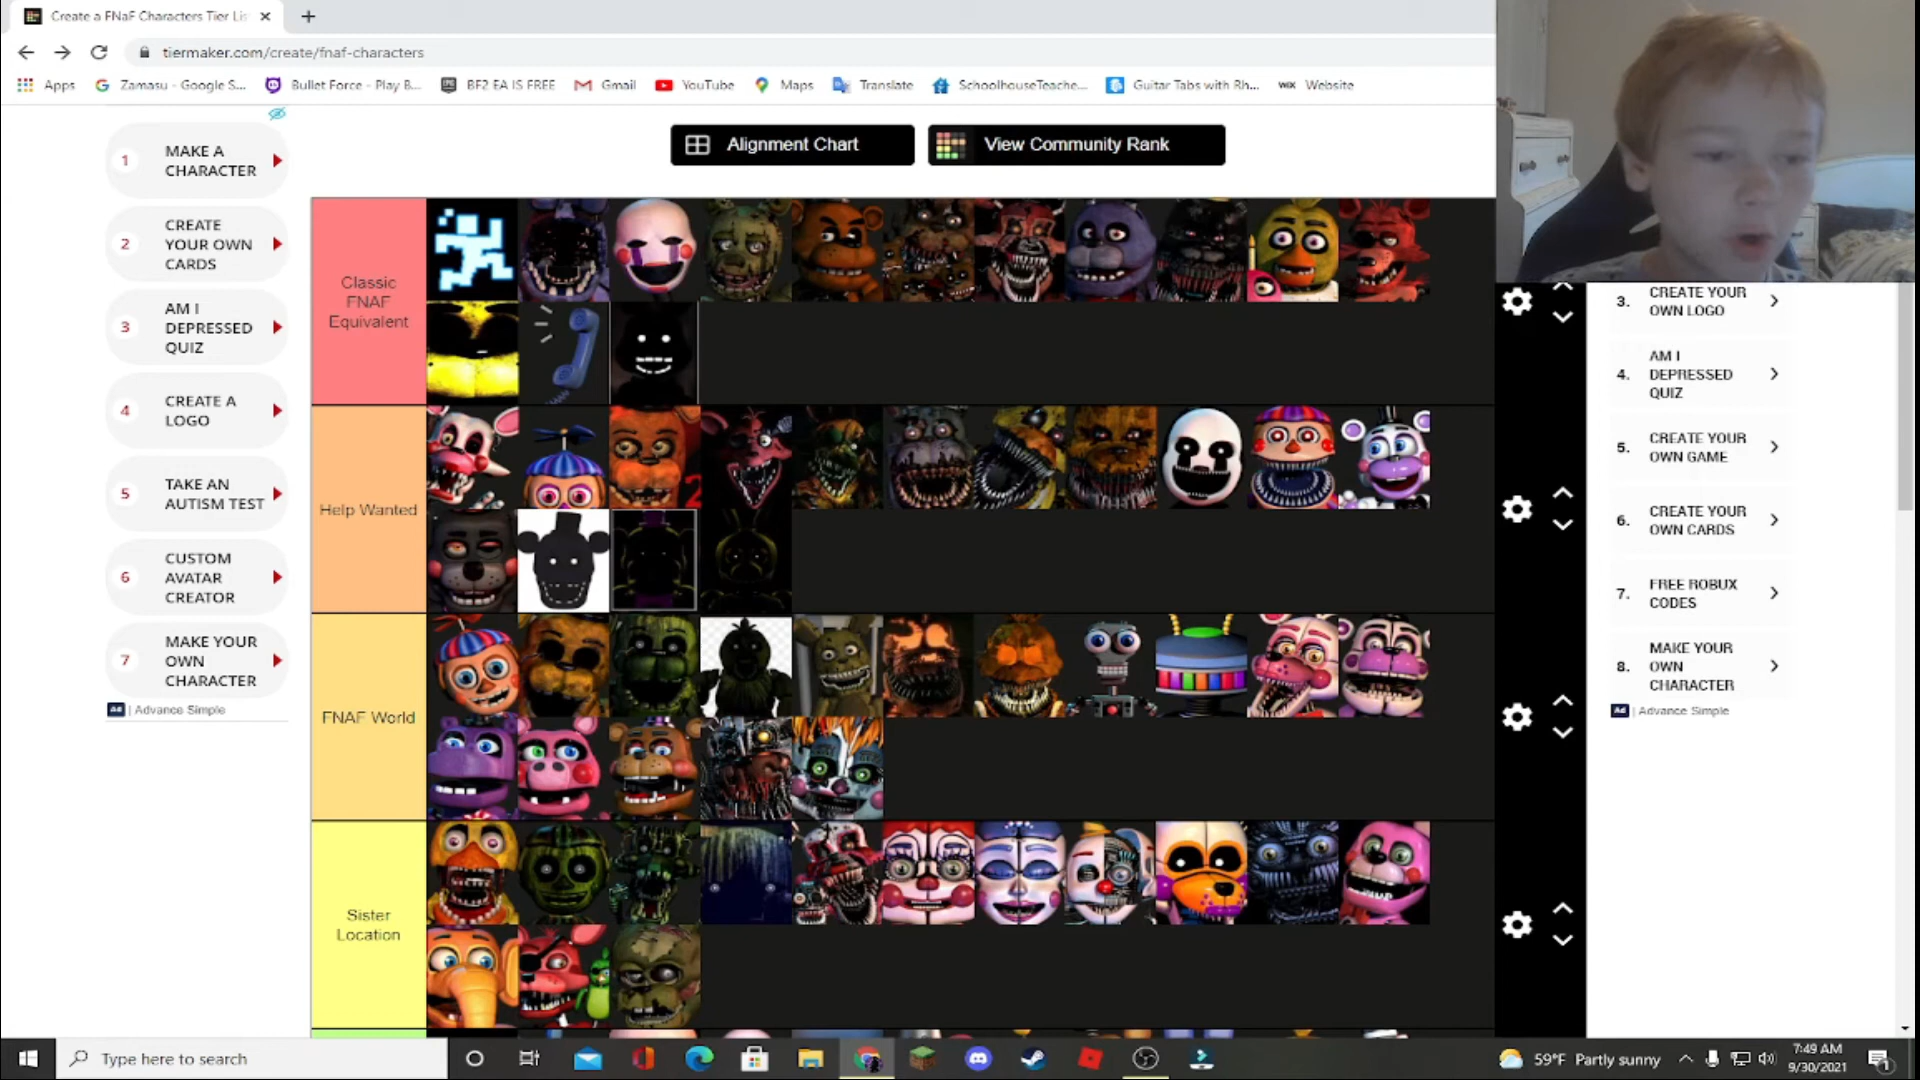 Create a FNaF Characters Tier Lis
tiermaker.com/create/fnaf-characters
Apps
Zamasu - Google S...
Bullet Force - Play B...
BF2 EA IS FREE
Gmail
YouTube
Maps
Translate
SchoolhouseTeache...
Guitar Tabs with Rh...
WIX Website
Alignment Chart
View Community Rank
1 MAKE A
CHARACTER
2 CREATE
YOUR OWN
CARDS
3 AM I
DEPRESSED
QUIZ
4 CREATE A
LOGO
5 TAKE AN
AUTISM TEST
6 CUSTOM
AVATAR
CREATOR
7 MAKE YOUR
OWN
CHARACTER
Ad | Advance Simple
Classic
FNAF
Equivalent
Help Wanted
FNAF World
Sister
Location
3. CREATE YOUR
OWN LOGO
4. AM I
DEPRESSED
QUIZ
5. CREATE YOUR
OWN GAME
6. CREATE YOUR
OWN CARDS
7. FREE ROBUX
CODES
8. MAKE YOUR
OWN
CHARACTER
Ad | Advance Simple
Type here to search
59°F Partly sunny
7:49 AM
9/30/2021